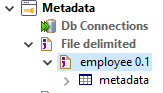 Metadata
Db Connections
File delimited
employee 0.1
metadata